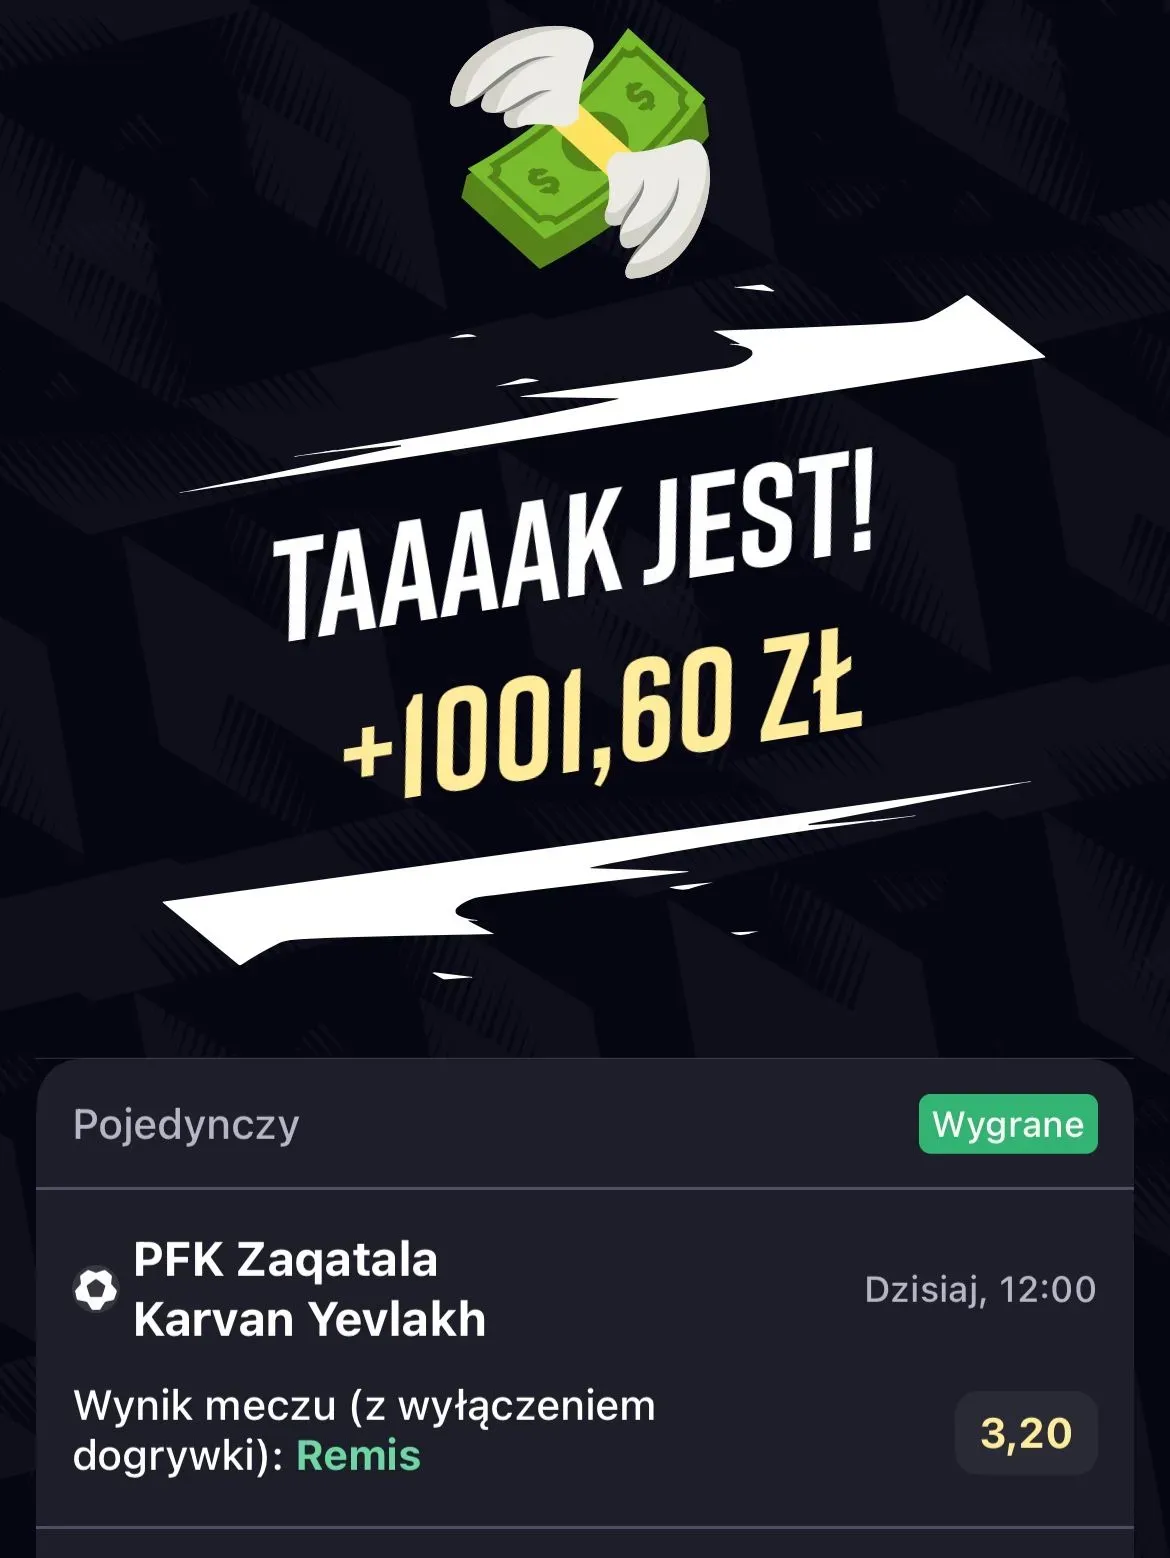 TAAAAK JEST!
+1001,60 ZŁ
Pojedynczy
Wygrane
PFK Zaqatala
Karvan Yevlakh
Dzisiaj, 12:00
Wynik meczu (z wyłączeniem
dogrywki): Remis
3,20